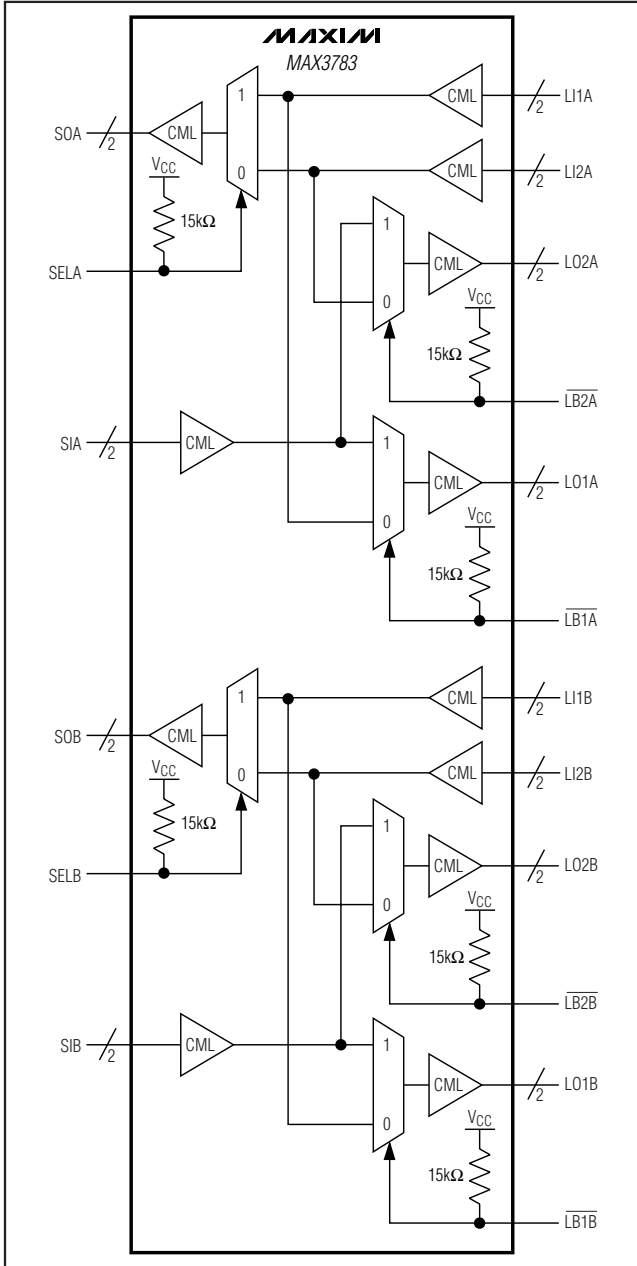 MAXIM
MAX3783
1
CML
LI1A
2
SOA
CML
2
VCC
0
CML
LI2A
2
15kΩ
1
CML
LO2A
2
SELA
VCC
0
15kΩ
LB2A
SIA
2
CML
1
CML
LO1A
2
VCC
0
15kΩ
LB1A
1
CML
LI1B
2
SOB
CML
2
VCC
0
CML
LI2B
2
15kΩ
1
CML
LO2B
2
SELB
VCC
0
15kΩ
LB2B
SIB
2
CML
1
CML
LO1B
2
VCC
0
15kΩ
LB1B